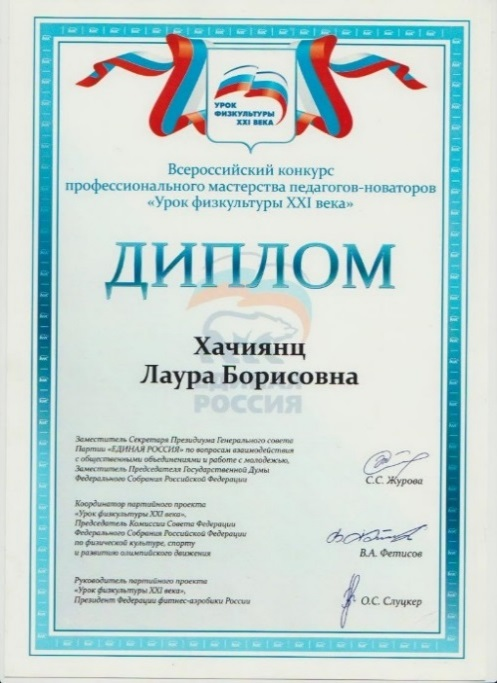 УРОК
ФИЗКУЛЬТУРЫ
XXI ВЕКА
Всероссийский конкурс
профессионального мастерства педагогов-новаторов
«Урок физкультуры XXI века»
ДИПЛОМ
Хачиянц
Лаура Борисовна
ЕДИНАЯ
РОССИЯ
Заместитель Секретаря Президиума Генерального совета
Партии «ЕДИНАЯ РОССИЯ» по вопросам взаимодействия
с общественными объединениями и работе с молодежью,
Заместитель Председателя Государственной Думы
Федерального Собрания Российской Федерации
С.С. Журова
Координатор партийного проекта
«Урок физкультуры XXI века»,
Председатель Комиссии Совета Федерации
Федерального Собрания Российской Федерации
по физической культуре, спорту
и развитию олимпийского движения
В.А. Фетисов
Руководитель партийного проекта
«Урок физкультуры XXI века»,
Президент Федерации фитнес-аэробики России
О.С. Слуцкер